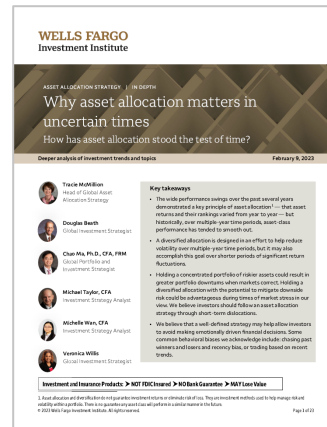 WELLS FARGO
Investment Institute
ASSET ALLOCATION STRATEGY | IN DEPTH
Why asset allocation matters in
uncertain times
How has asset allocation stood the test of time?
Deeper analysis of investment trends and topics
February 9, 2023
Tracie McMillion
Head of Global Asset
Allocation Strategy
Douglas Beath
Global Investment Strategist
Chao Ma, Ph.D., CFA, FRM
Global Portfolio and
Investment Strategist
Michael Taylor, CFA
Investment Strategy Analyst
Michelle Wan, CFA
Investment Strategy Analyst
Veronica Willis
Global Investment Strategist
Key takeaways
• The wide performance swings over the past several years
demonstrated a key principle of asset allocation¹ — that asset
returns and their rankings varied from year to year — but
historically, over multiple-year periods, asset-class
performance has tended to smooth out.
• A diversified allocation is designed in an effort to help reduce
volatility over multiple-year time periods, but it may also
accomplish this goal over shorter periods of significant return
fluctuations.
• Holding a concentrated portfolio of riskier assets could result in
greater portfolio downturns when markets correct. Holding a
diversified allocation with the potential to mitigate downside
risk could be advantageous during times of market stress in our
view. We believe investors should follow an asset allocation
strategy through short-term dislocations.
• We believe that a well-defined strategy may help allow investors
to avoid making emotionally driven financial decisions. Some
common behavioral biases we acknowledge include: chasing past
winners and losers and recency bias, or trading based on recent
trends.
Investment and Insurance Products: ➤ NOT FDIC Insured ➤ NO Bank Guarantee ➤ MAY Lose Value
1. Asset allocation and diversification do not guarantee investment returns or eliminate risk of loss. They are investment methods used to help manage risk and
volatility within a portfolio. There is no guarantee any asset class will perform in a similar manner in the future.
© 2023 Wells Fargo Investment Institute. All rights reserved.
Page 1 of 23